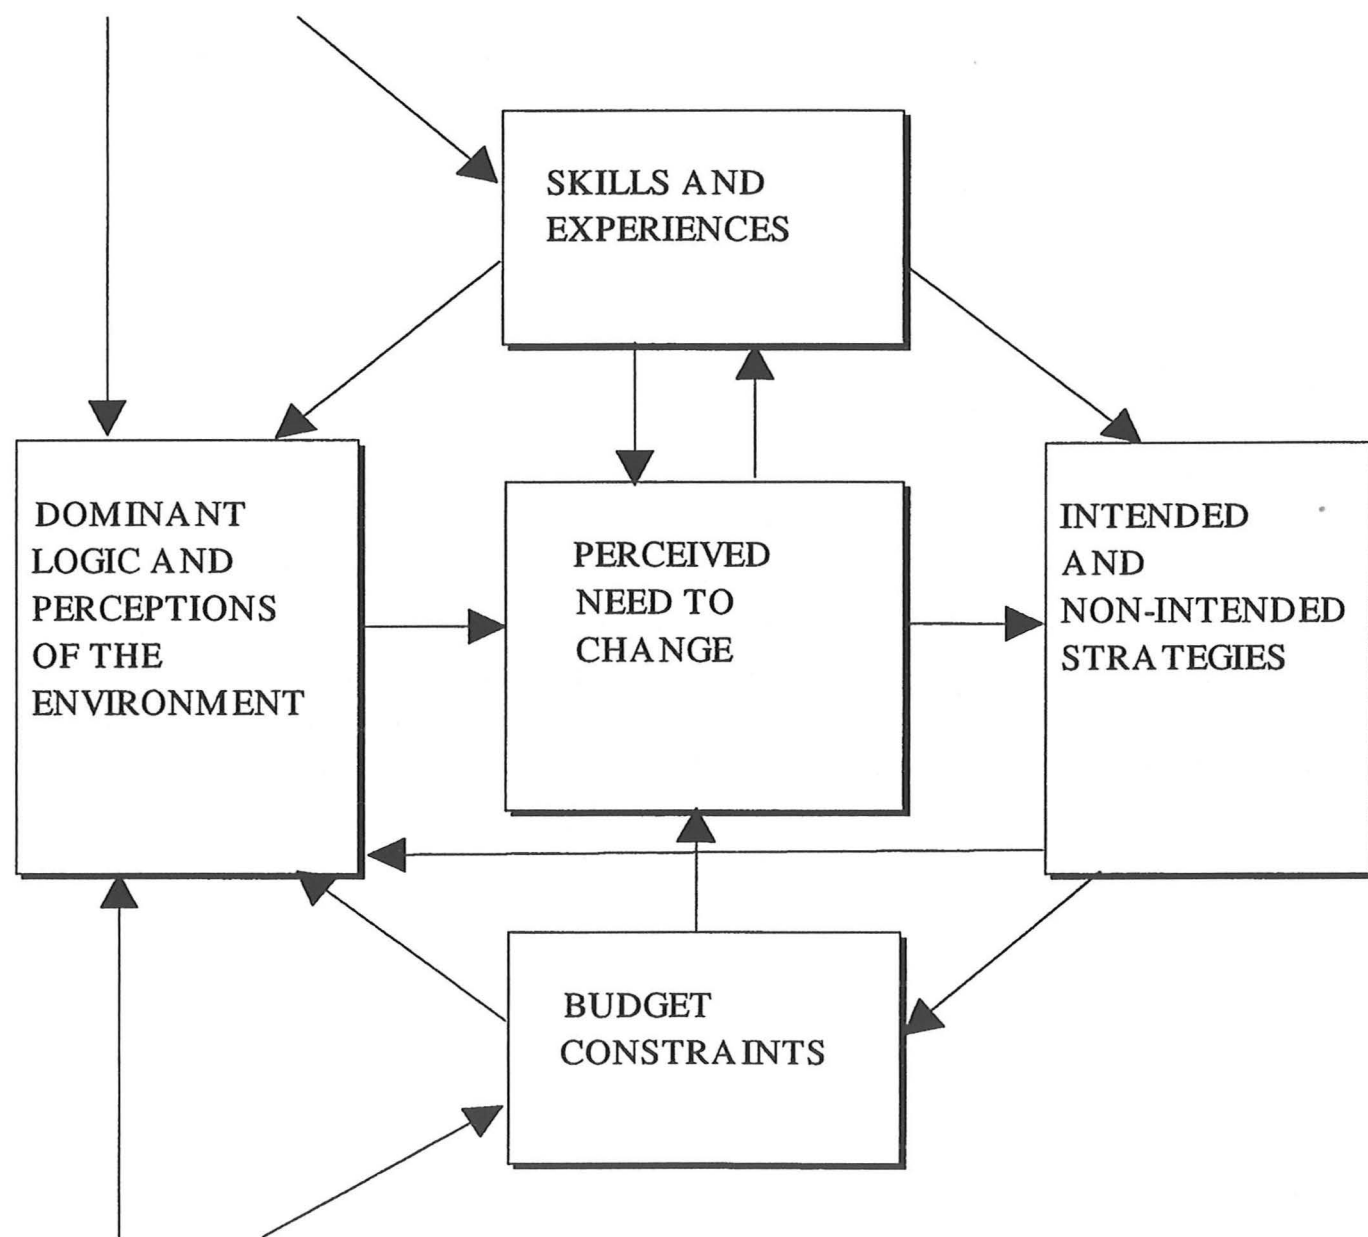 SKILLS AND
EXPERIENCES
DOMINANT
LOGIC AND
PERCEPTIONS
OF THE
ENVIRONMENT
PERCEIVED
NEED TO
CHANGE
INTENDED
AND
NON-INTENDED
STRATEGIES
BUDGET
CONSTRAINTS